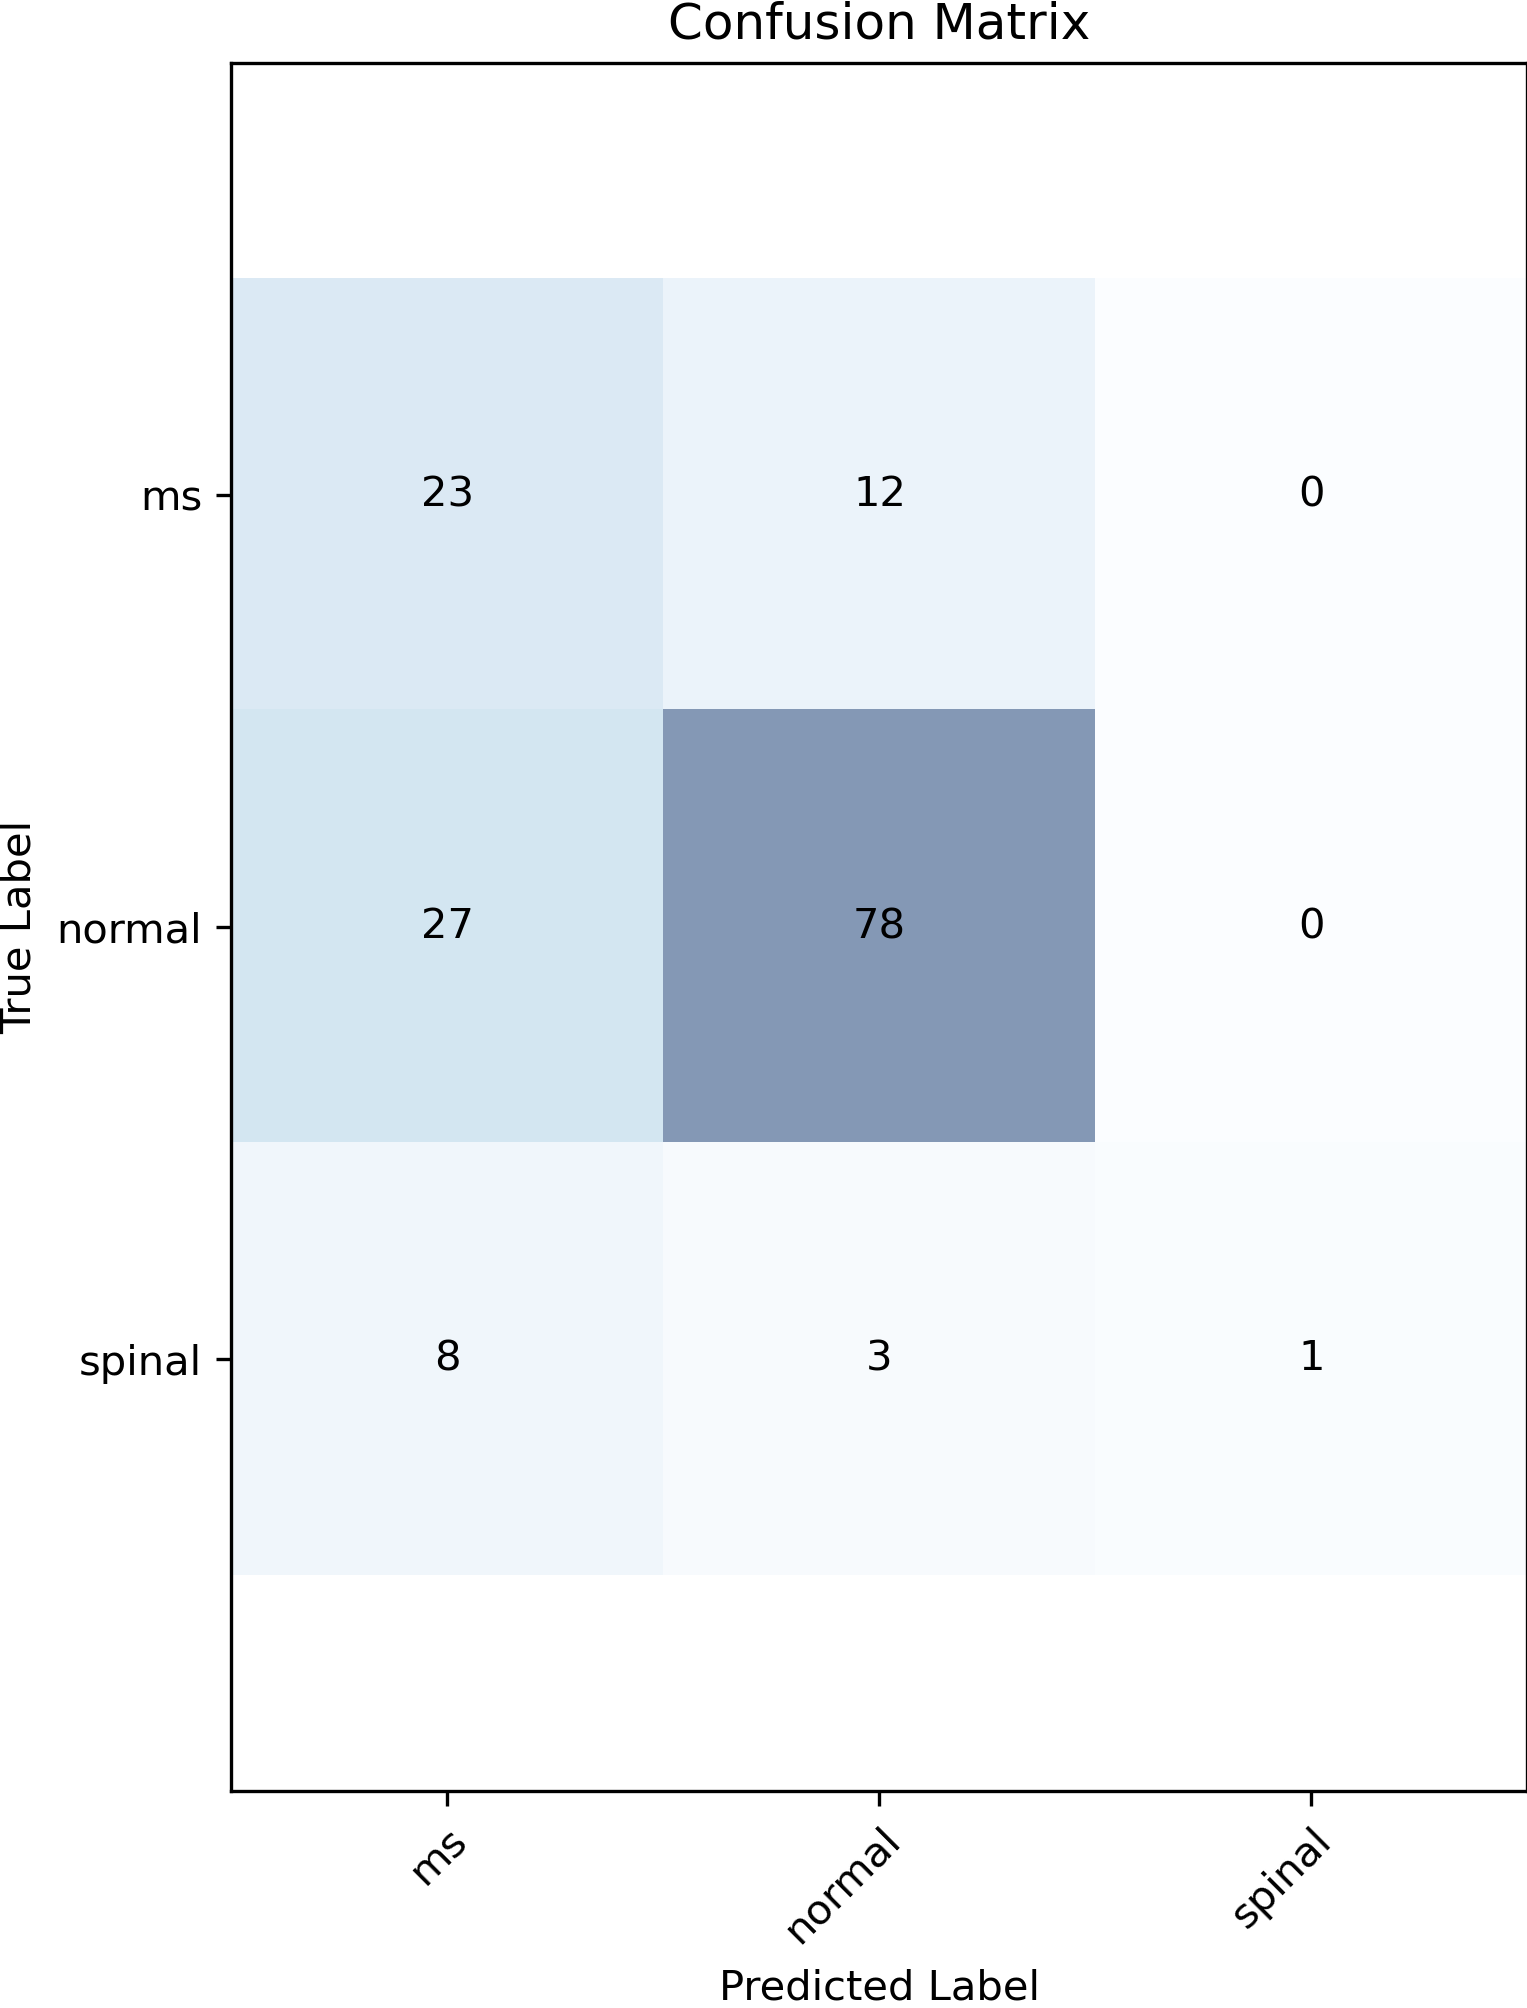 Confusion Matrix
ms
23 12 0
normal
27 78 0
spinal
8 3 1
True Label
ms normal spinal
Predicted Label